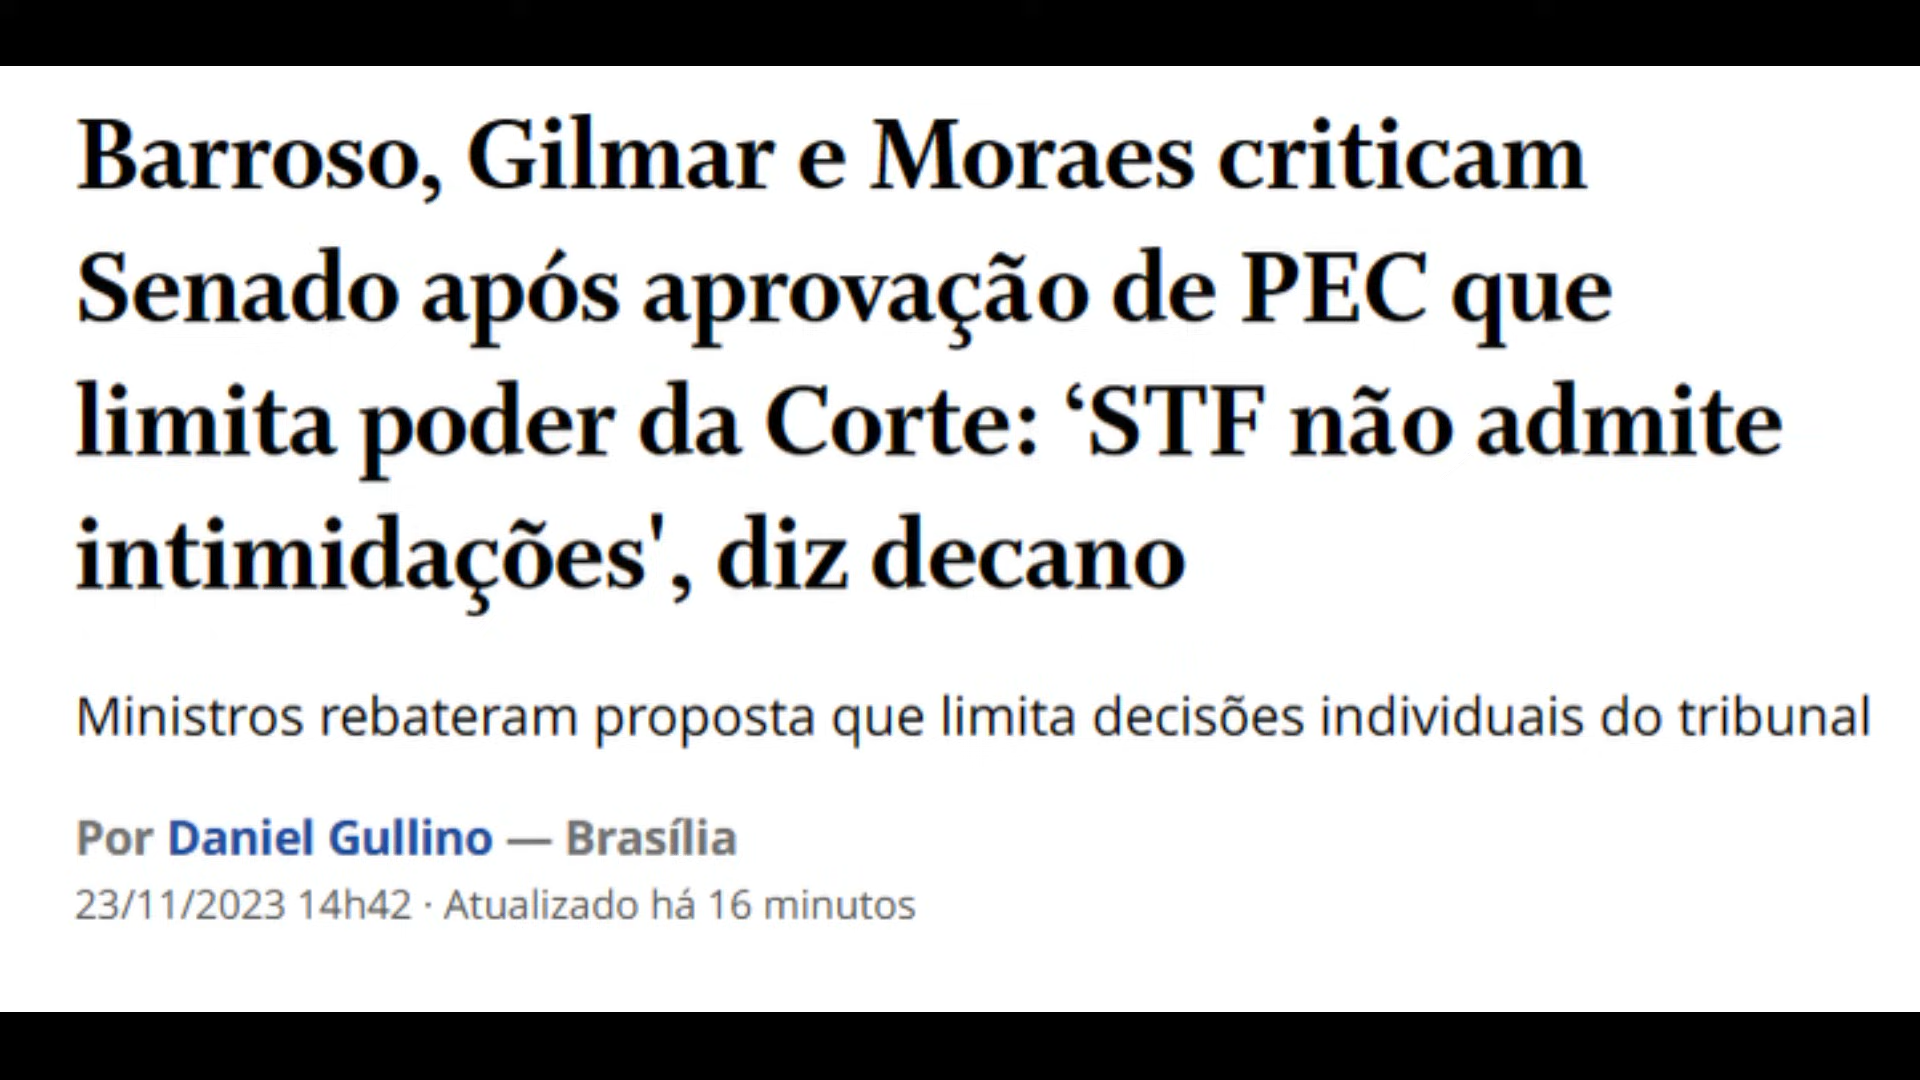 Barroso, Gilmar e Moraes criticam
Senado após aprovação de PEC que
limita poder da Corte: ‘STF não admite
intimidações', diz decano
Ministros rebateram proposta que limita decisões individuais do tribunal
Por Daniel Gullino — Brasília
23/11/2023 14h42 · Atualizado há 16 minutos